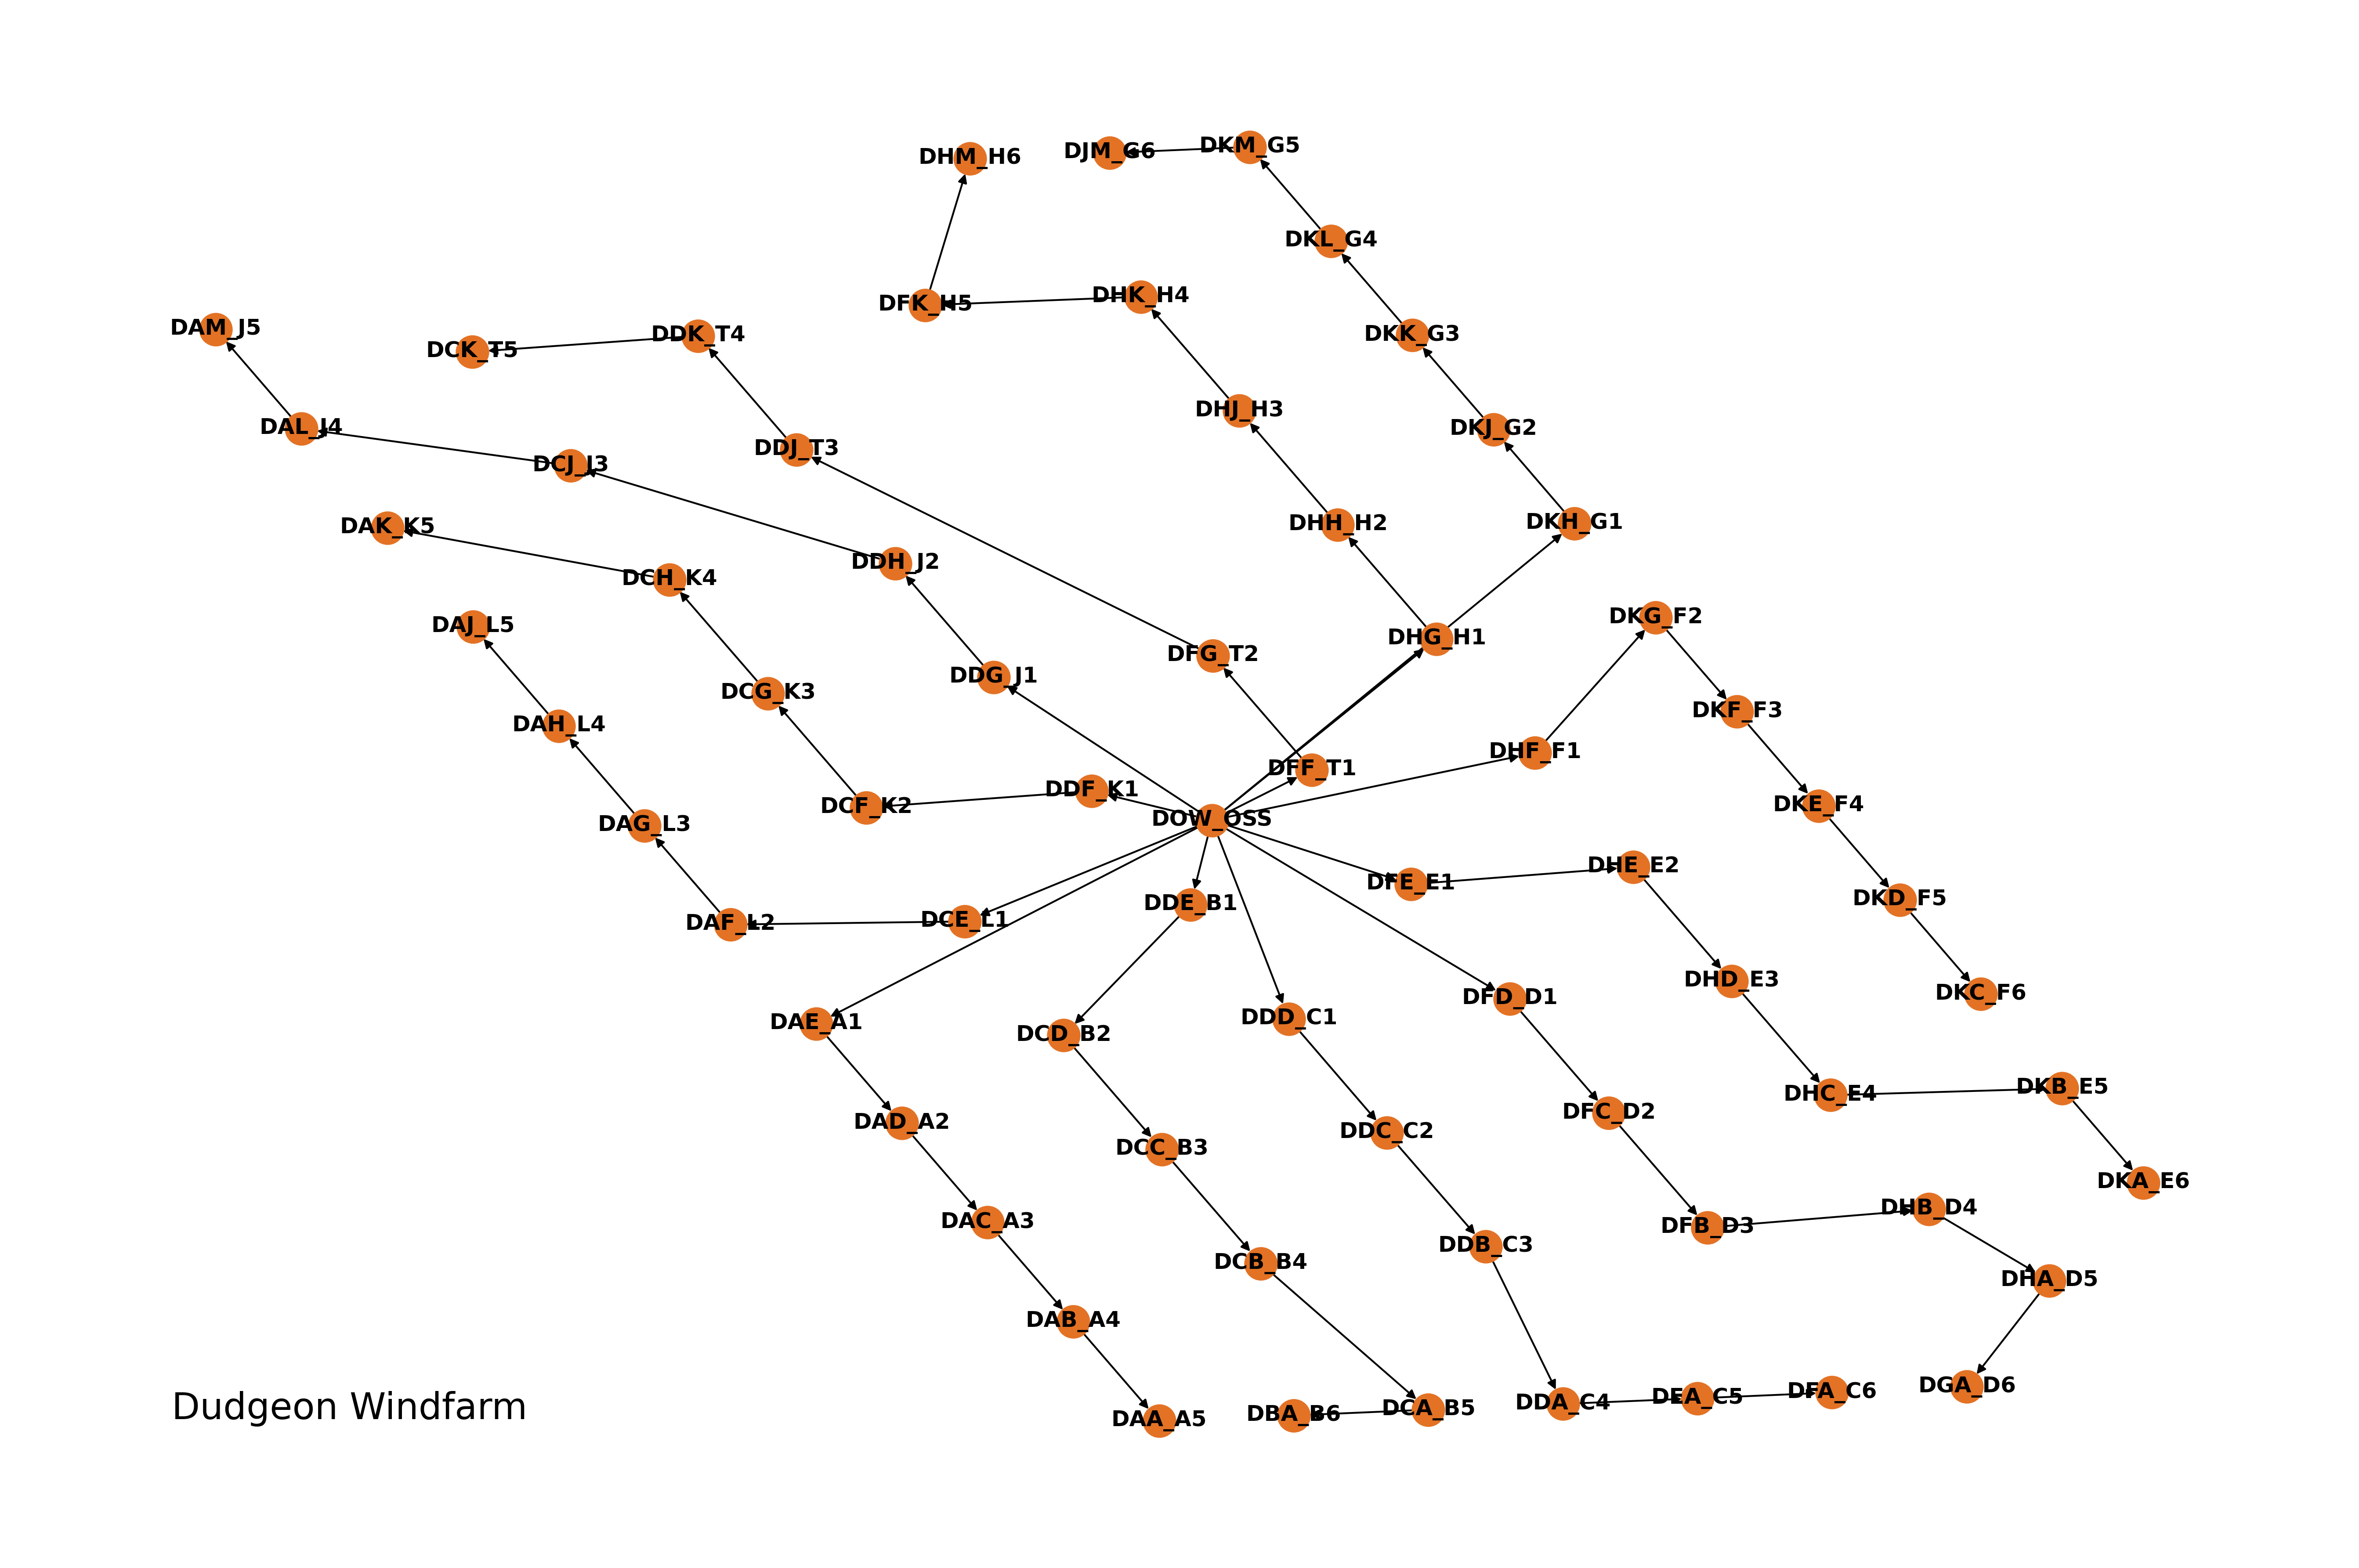 DKM_G5
DJM_G6
DHM_H6
DKL_G4
DHK_H4
DFK_H5
DAM_J5
DDK_T4
DKK_G3
DCK_T5
DHJ_H3
DAL_J4
DKJ_G2
DDJ_T3
DCJ_J3
DKH_G1
DHH_H2
DAK_K5
DDH_J2
DCH_K4
DKG_F2
DAJ_L5
DHG_H1
DFG_T2
DDG_J1
DCG_K3
DKF_F3
DAH_L4
DHF_F1
DFF_T1
DDF_K1
DKE_F4
DCF_K2
DOW_OSS
DAG_L3
DHE_E2
DFE_E1
DKD_F5
DDE_B1
DCE_L1
DAF_L2
DHD_E3
DKC_F6
DFD_D1
DDD_C1
DAE_A1
DCD_B2
DKB_E5
DHC_E4
DFC_D2
DAD_A2
DDC_C2
DCC_B3
DKA_E6
DHB_D4
DAC_A3
DFB_D3
DDB_C3
DCB_B4
DHA_D5
DAB_A4
DGA_D6
DFA_C6
DEA_C5
DDA_C4
DCA_B5
DBA_B6
DAA_A5
Dudgeon Windfarm